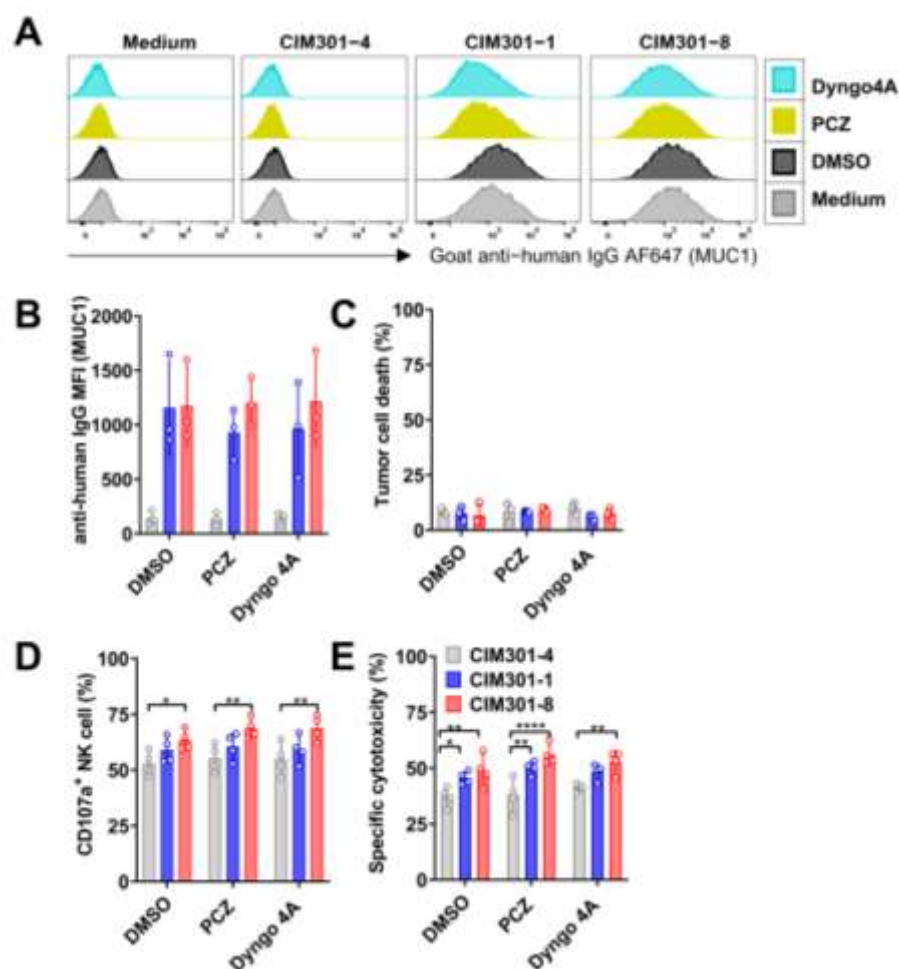 A
Medium
CIM301-4
CIM301-1
CIM301-8
Dyngo4A
PCZ
DMSO
Medium
Goat anti-human IgG AF647 (MUC1)
B
anti-human IgG MFI (MUC1)
2000
1500
1000
500
0
DMSO
PCZ
Dyngo 4A
C
Tumor cell death (%)
100
75
50
25
0
DMSO
PCZ
Dyngo 4A
D
CD107a+ NK cell (%)
100
75
50
25
0
*
**
**
DMSO
PCZ
Dyngo 4A
E
CIM301-4
CIM301-1
CIM301-8
Specific cytotoxicity (%)
100
75
50
25
0
**
*
****
**
**
DMSO
PCZ
Dyngo 4A